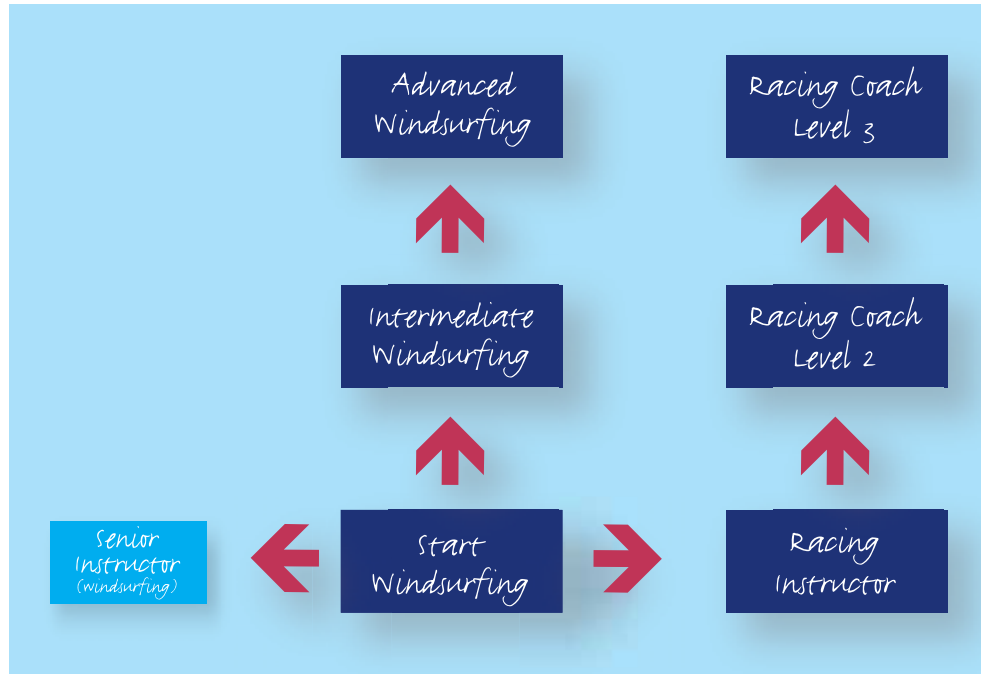 Advanced
Windsurfing
Racing Coach
Level 3
Intermediate
Windsurfing
Racing Coach
Level 2
Senior
Instructor
(windsurfing)
Start
Windsurfing
Racing
Instructor